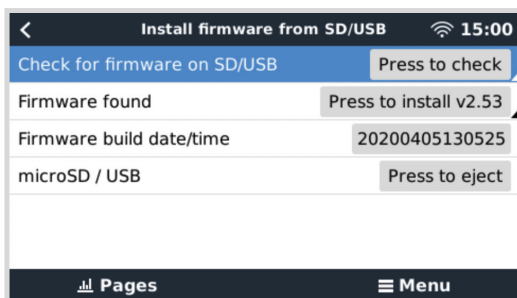 Install firmware from SD/USB 15:00
Check for firmware on SD/USB Press to check
Firmware found Press to install v2.53
Firmware build date/time 20200405130525
microSD / USB Press to eject
Pages Menu